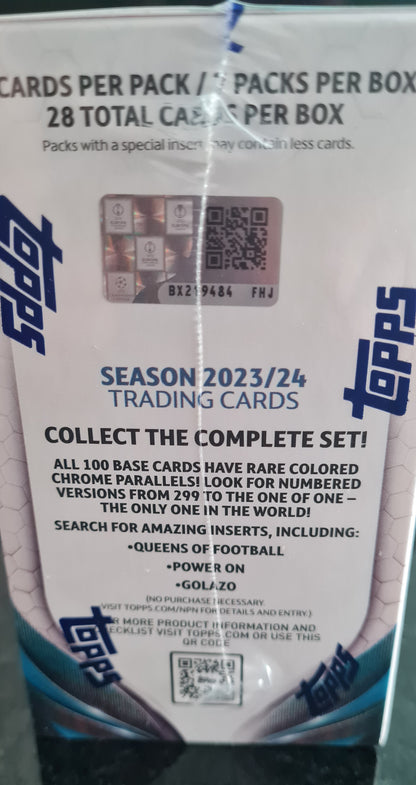 CARDS PER PACK / 7 PACKS PER BOX
28 TOTAL CARDS PER BOX
Packs with a special insert may contain less cards.
topps
BX219484 FHJ
topps
SEASON 2023/24
TRADING CARDS
COLLECT THE COMPLETE SET!
ALL 100 BASE CARDS HAVE RARE COLORED
CHROME PARALLELS! LOOK FOR NUMBERED
VERSIONS FROM 299 TO THE ONE OF ONE –
THE ONLY ONE IN THE WORLD!
SEARCH FOR AMAZING INSERTS, INCLUDING:
•QUEENS OF FOOTBALL
•POWER ON
•GOLAZO
(NO PURCHASE NECESSARY.
VISIT TOPPS.COM/NPN FOR DETAILS AND ENTRY.)
R MORE PRODUCT INFORMATION AND
ECKLIST VISIT TOPPS.COM OR USE THIS
QR CODE
topps
topps